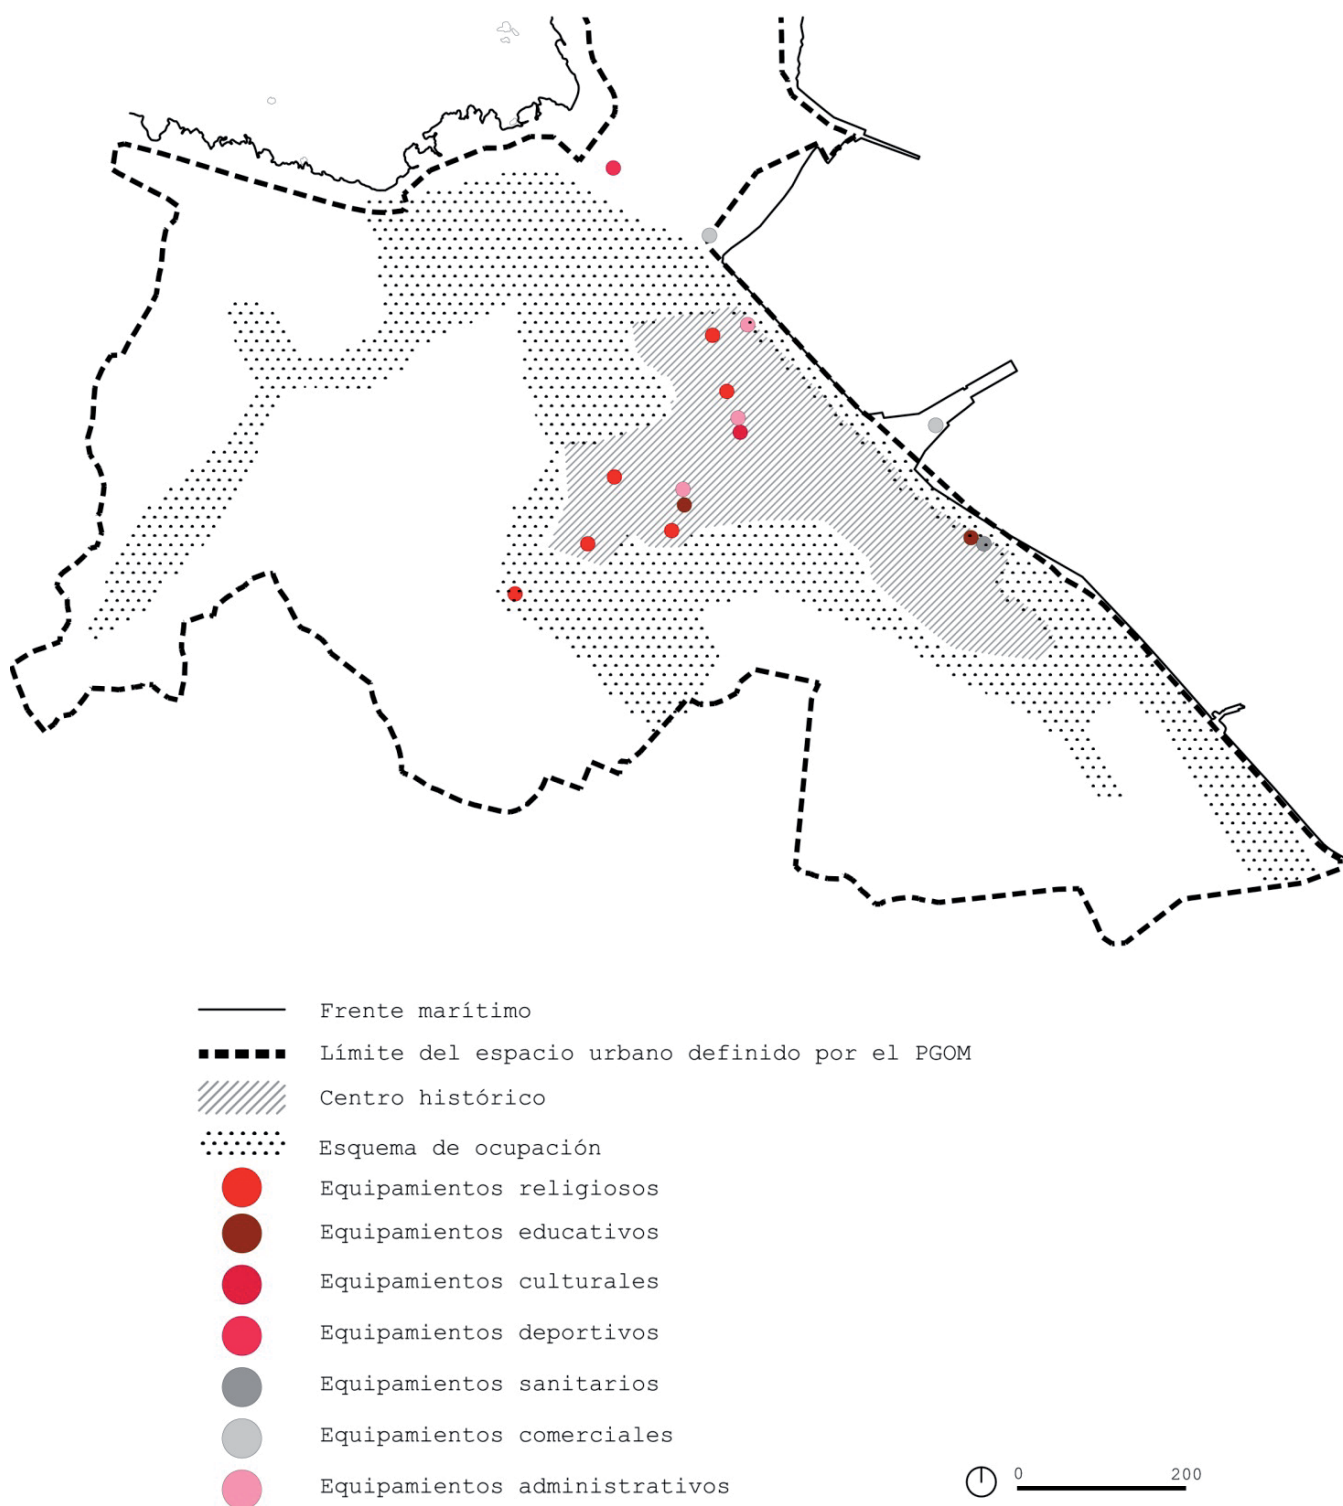 Frente marítimo
Límite del espacio urbano definido por el PGOM
Centro histórico
Esquema de ocupación
Equipamientos religiosos
Equipamientos educativos
Equipamientos culturales
Equipamientos deportivos
Equipamientos sanitarios
Equipamientos comerciales
Equipamientos administrativos
0 200